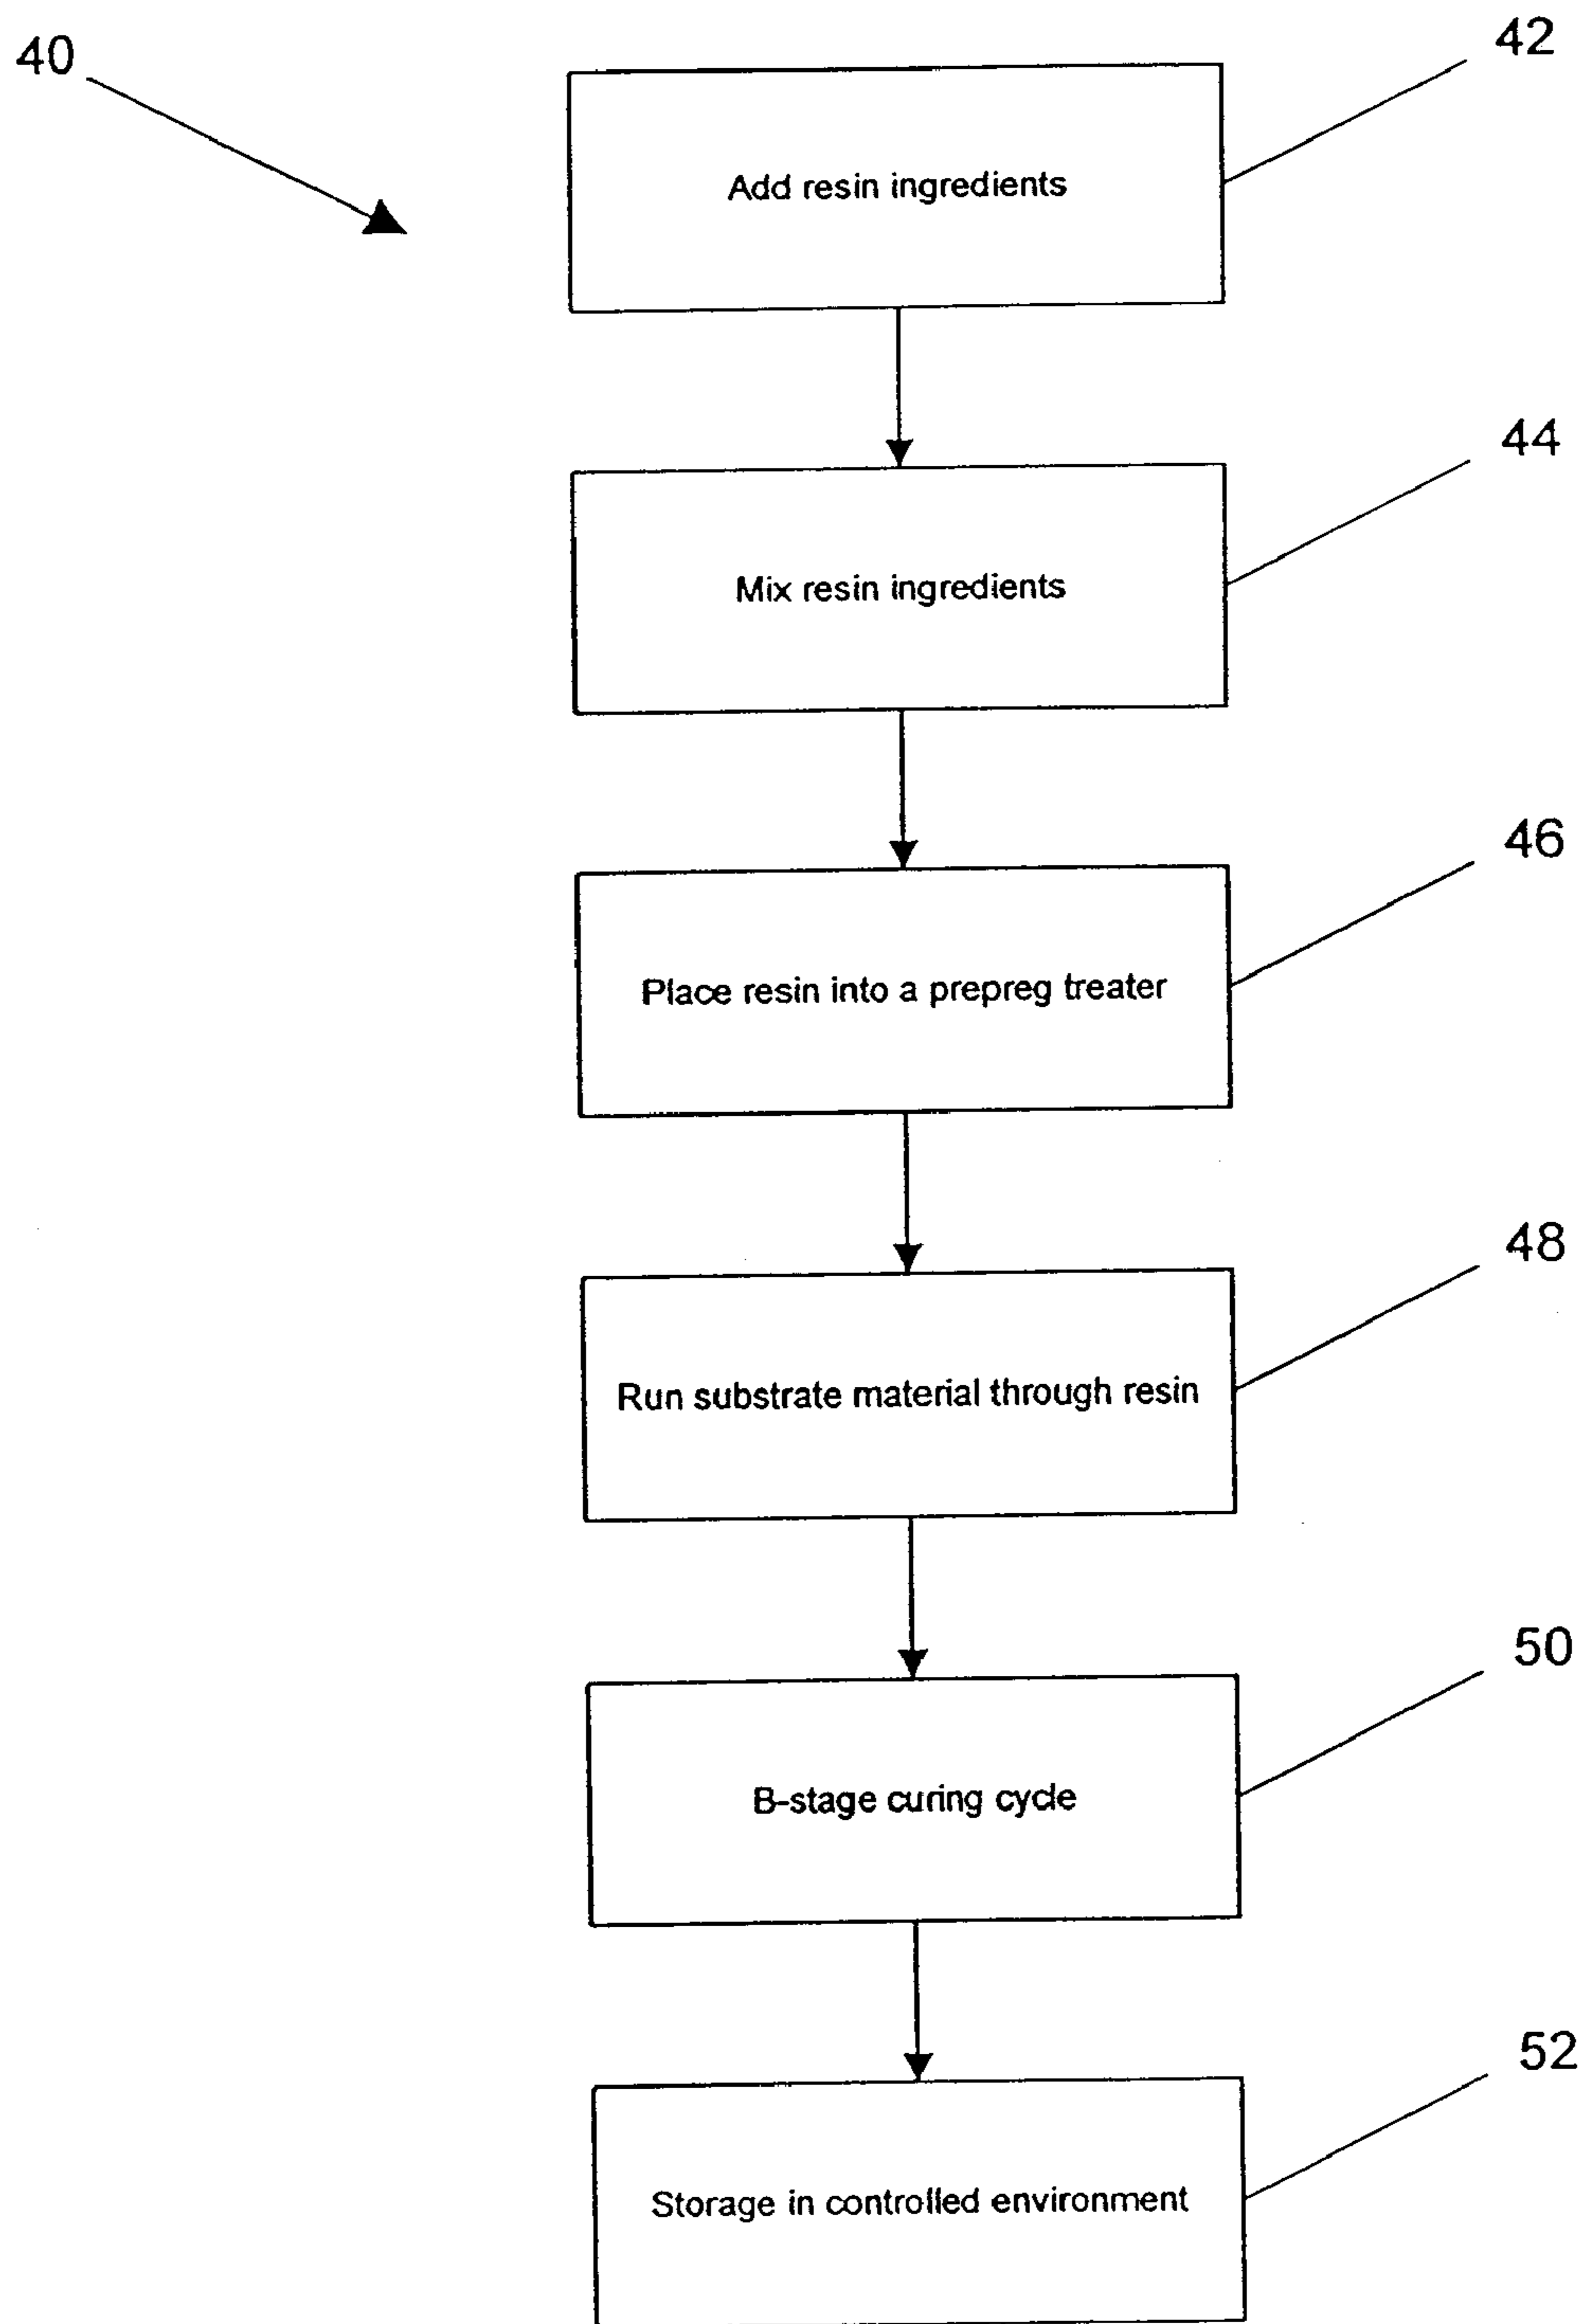 40
42
Add resin ingredients
44
Mix resin ingredients
46
Place resin into a prepreg treater
48
Run substrate material through resin
50
B-stage curing cycle
52
Storage in controlled environment